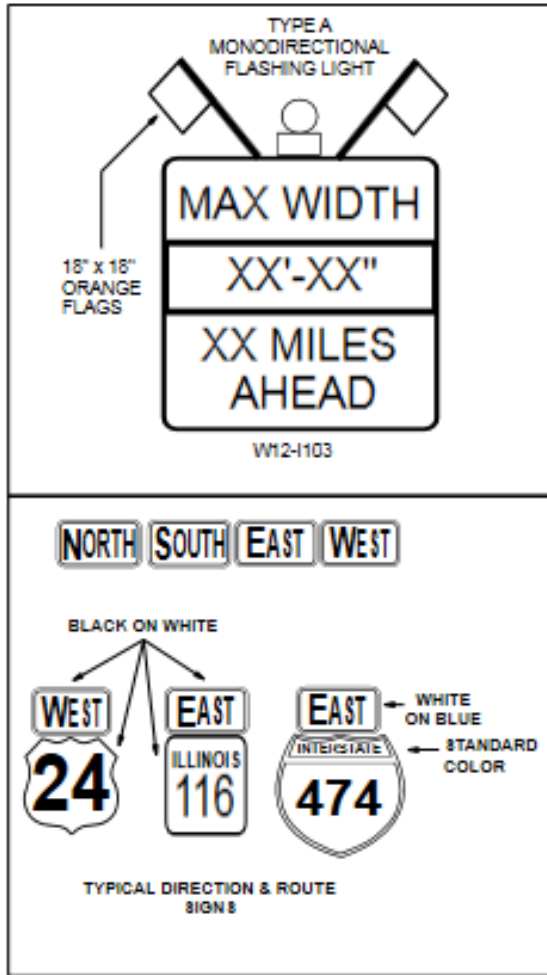 TYPE A
MONODIRECTIONAL
FLASHING LIGHT
18" x 18"
ORANGE
FLAGS
MAX WIDTH
XX'-XX"
XX MILES
AHEAD
W12-I103
NORTH SOUTH EAST WEST
BLACK ON WHITE
WEST EAST EAST
WHITE
ON BLUE
24 ILLINOIS
116
INTERSTATE
474
STANDARD
COLOR
TYPICAL DIRECTION & ROUTE
SIGNS